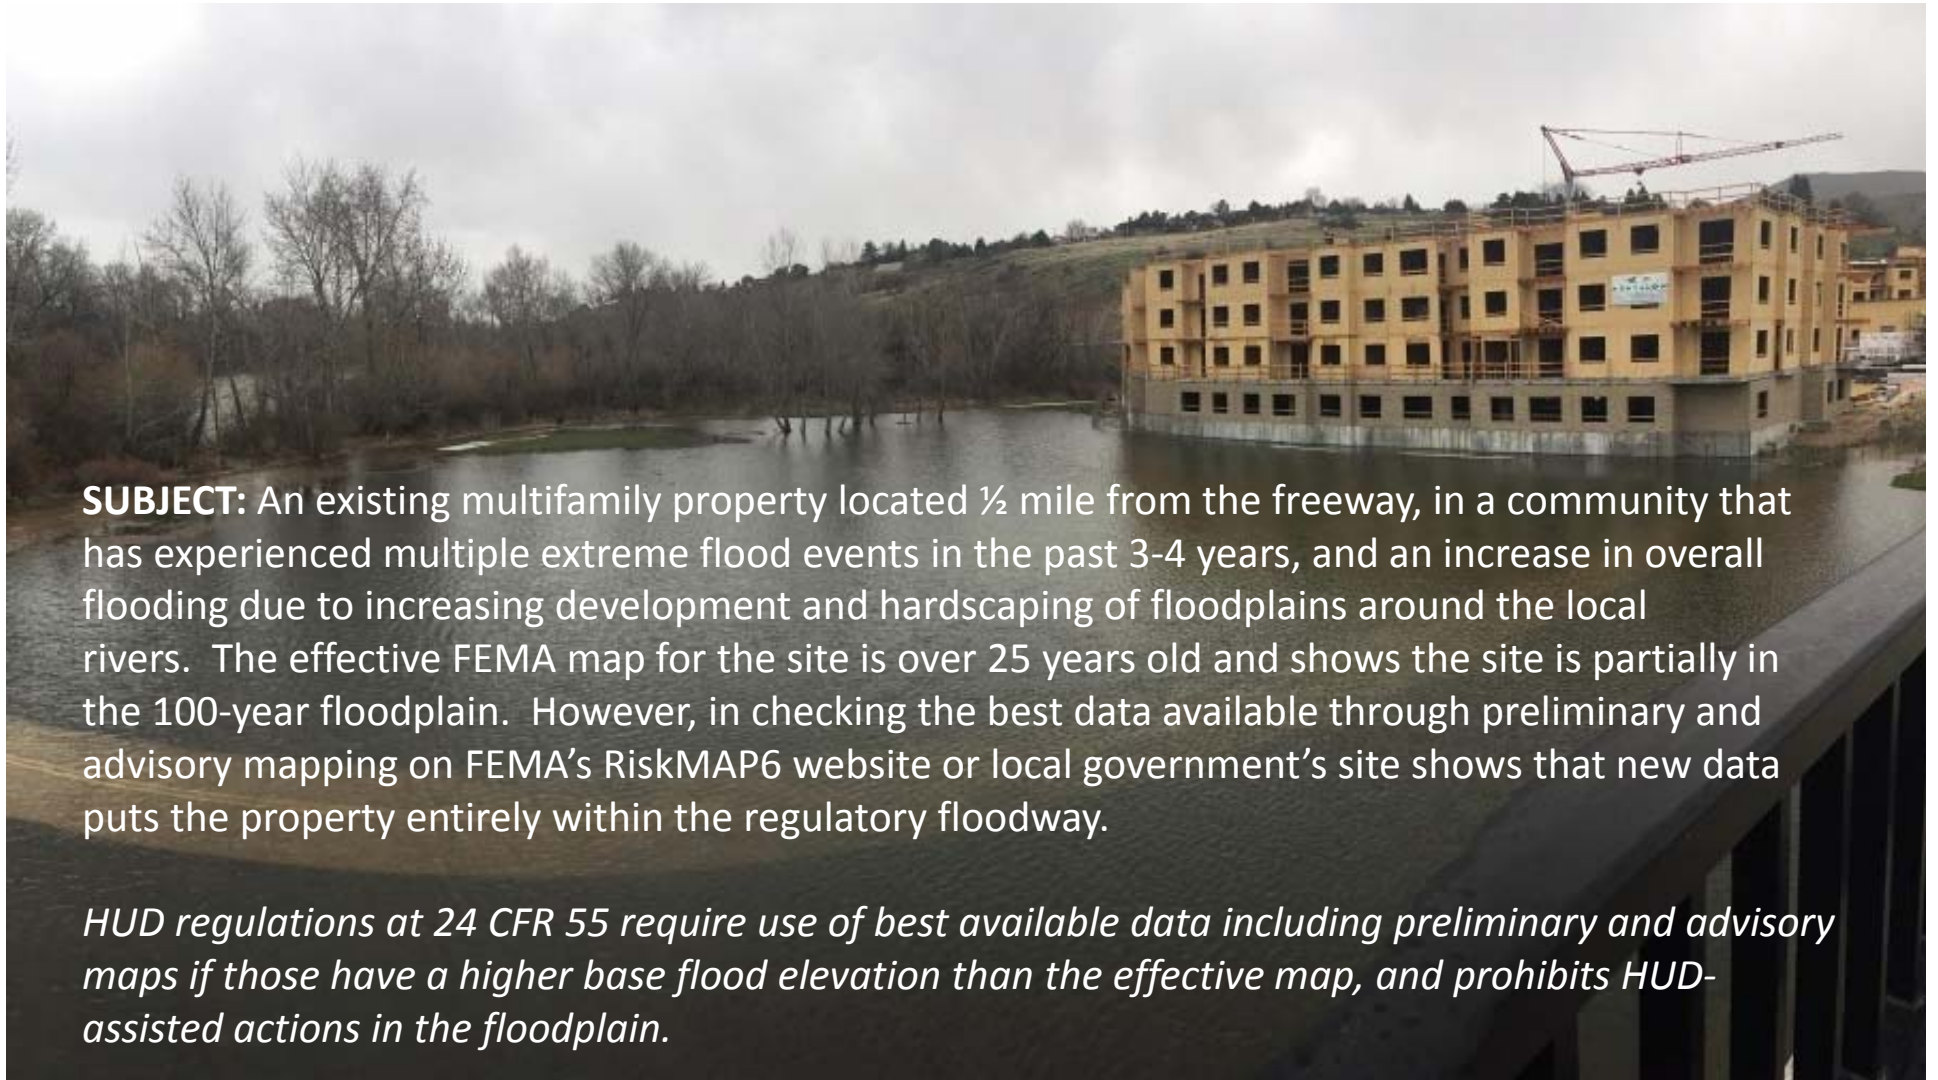 SUBJECT: An existing multifamily property located ½ mile from the freeway, in a community that
has experienced multiple extreme flood events in the past 3-4 years, and an increase in overall
flooding due to increasing development and hardscaping of floodplains around the local
rivers.  The effective FEMA map for the site is over 25 years old and shows the site is partially in
the 100-year floodplain.  However, in checking the best data available through preliminary and
advisory mapping on FEMA’s RiskMAP6 website or local government’s site shows that new data
puts the property entirely within the regulatory floodway.
HUD regulations at 24 CFR 55 require use of best available data including preliminary and advisory
maps if those have a higher base flood elevation than the effective map, and prohibits HUD-
assisted actions in the floodplain.